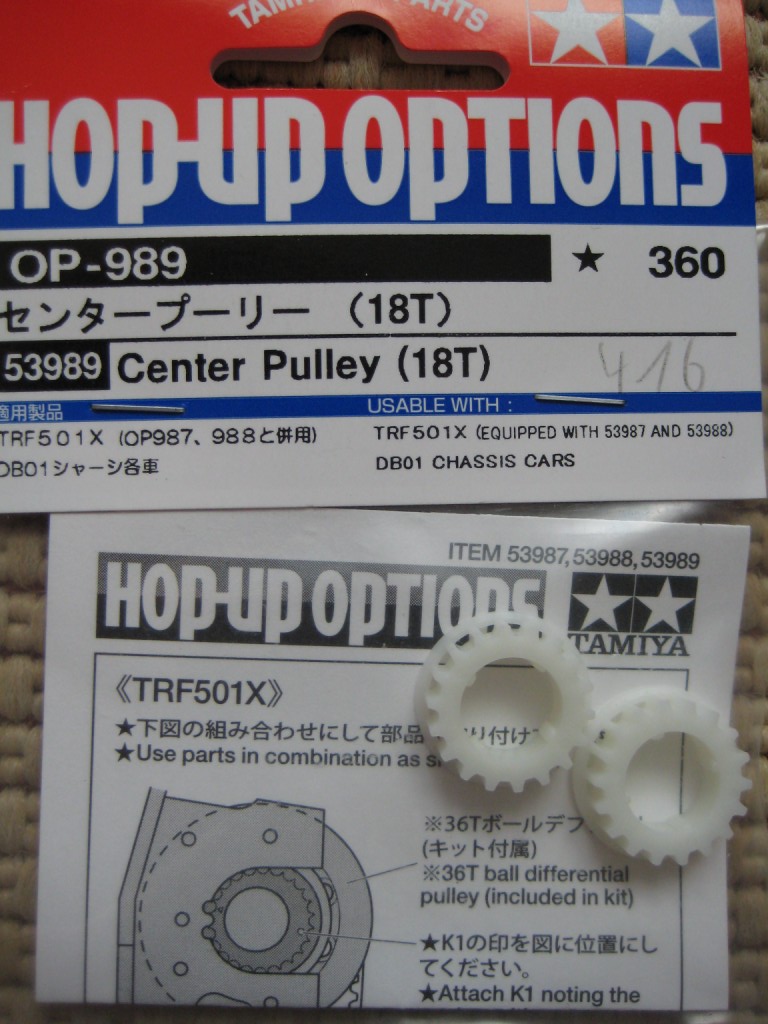 TAMIYA PARTS
HOP-UP OPTIONS
OP-989 ★ 360
センタープーリー (18T)
53989 Center Pulley (18T)
416
適用製品 USABLE WITH :
TRF501X (OP987、988と併用) TRF501X (EQUIPPED WITH 53987 AND 53988)
DB01シャーシ各車 DB01 CHASSIS CARS
ITEM 53987,53988,53989
HOP-UP OPTIONS
TAMIYA
《TRF501X》
★下図の組み合わせにして部品 り付け
★Use parts in combination as
※36Tボールデフ
(キット付属)
※36T ball differential
pulley (included in kit)
★K1の印を図に位置にし
てください。
★Attach K1 noting the